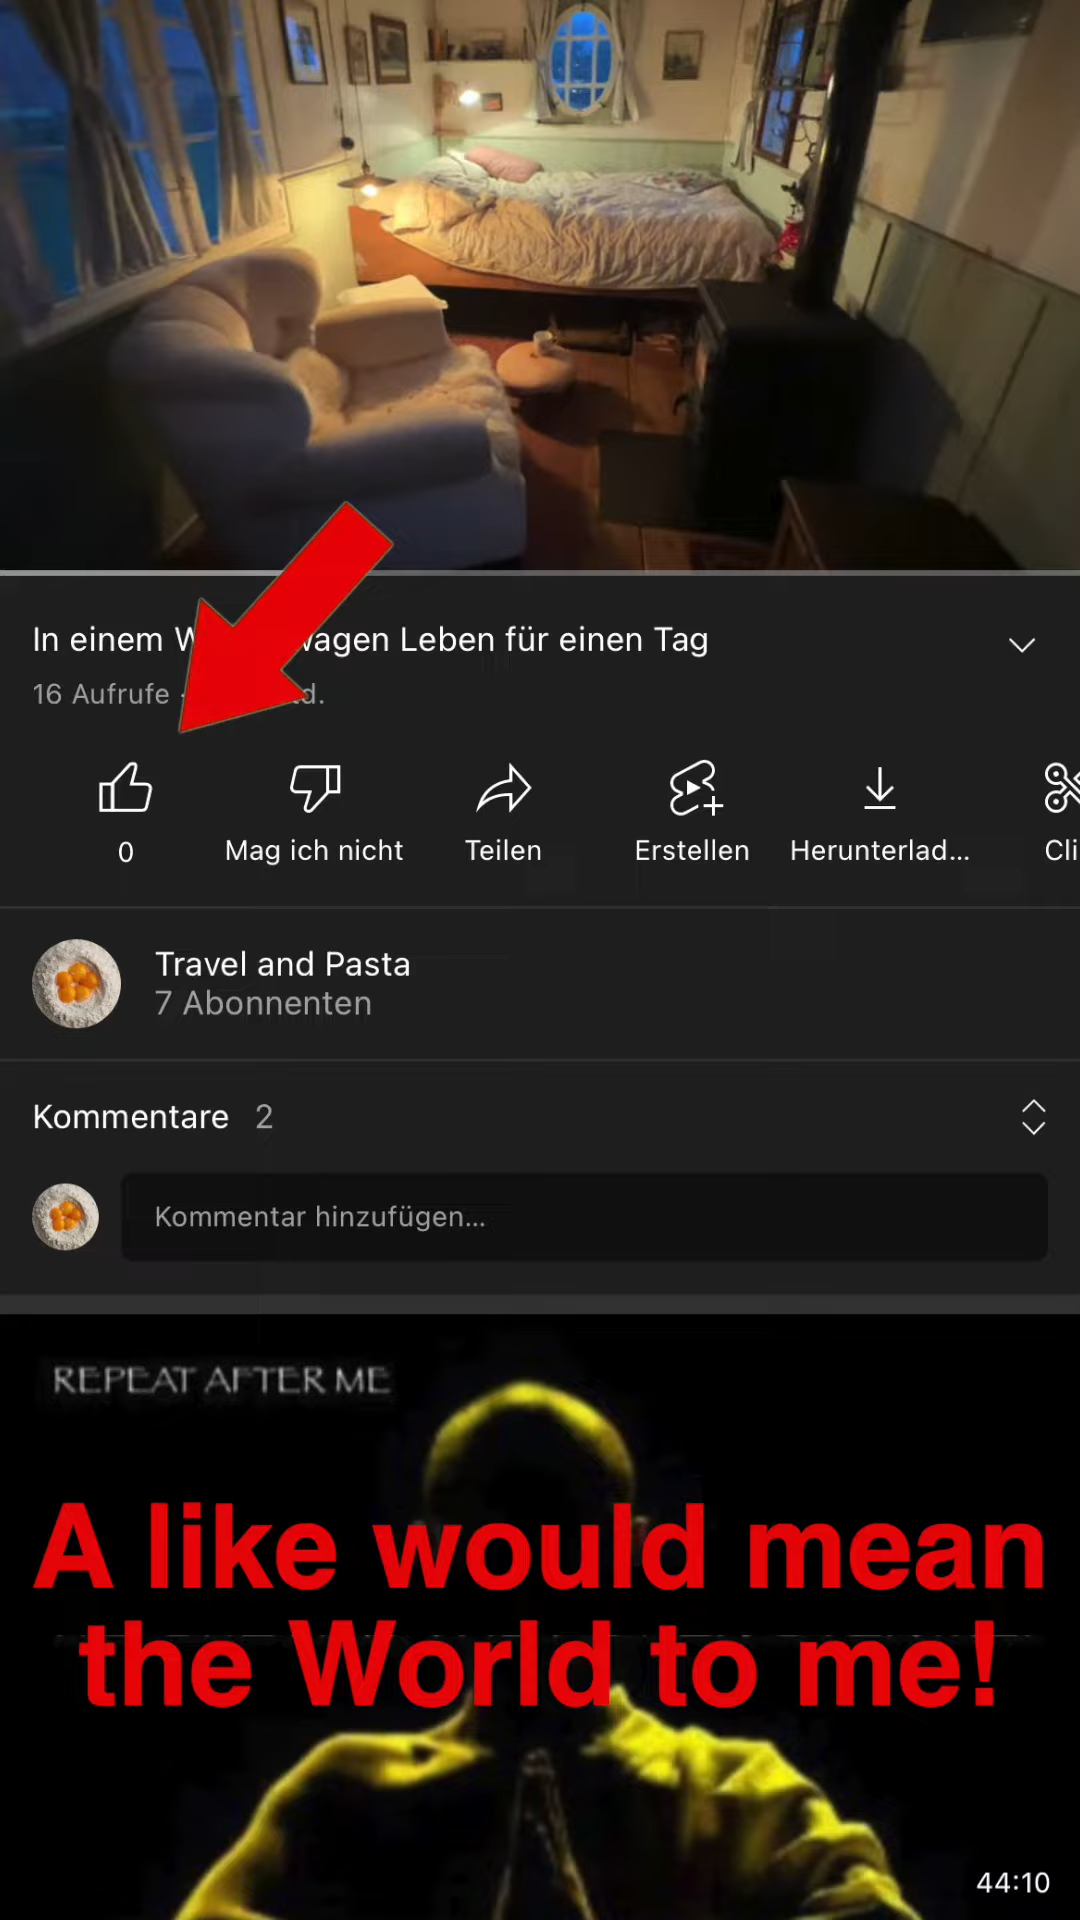 In einem W wagen Leben für einen Tag
16 Aufrufe · d.
0
Mag ich nicht
Teilen
Erstellen
Herunterlad...
Cli
Travel and Pasta
7 Abonnenten
Kommentare 2
Kommentar hinzufügen...
REPEAT AFTER ME
A like would mean
the World to me!
44:10